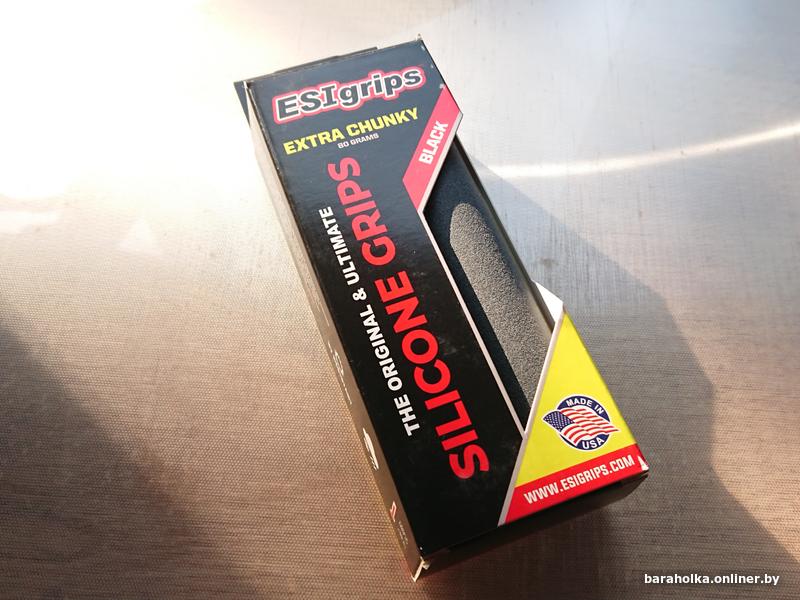 ESIgrips
EXTRA CHUNKY
80 GRAMS
BLACK
THE ORIGINAL & ULTIMATE
SILICONE GRIPS
MADE IN
USA
WWW.ESIGRIPS.COM
baraholka.onliner.by